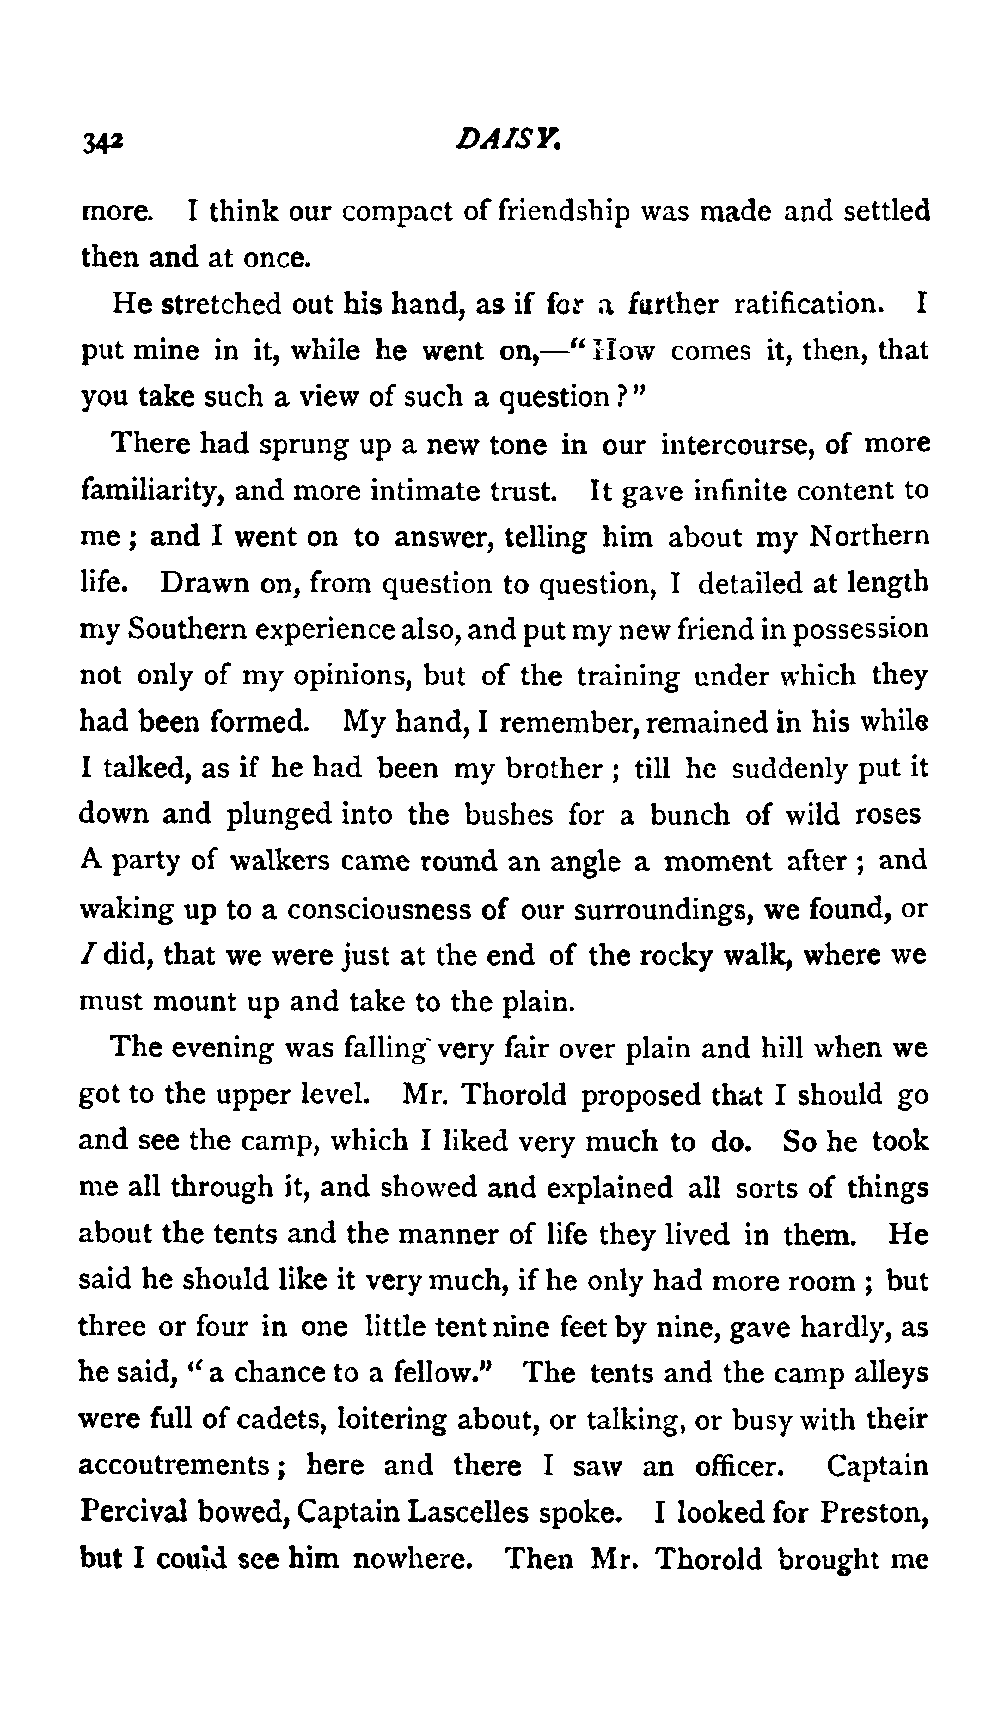 342 DAISY.
more. I think our compact of friendship was made and settled
then and at once.
He stretched out his hand, as if for a further ratification. I
put mine in it, while he went on,—“How comes it, then, that
you take such a view of such a question?”
There had sprung up a new tone in our intercourse, of more
familiarity, and more intimate trust. It gave infinite content to
me; and I went on to answer, telling him about my Northern
life. Drawn on, from question to question, I detailed at length
my Southern experience also, and put my new friend in possession
not only of my opinions, but of the training under which they
had been formed. My hand, I remember, remained in his while
I talked, as if he had been my brother; till he suddenly put it
down and plunged into the bushes for a bunch of wild roses
A party of walkers came round an angle a moment after; and
waking up to a consciousness of our surroundings, we found, or
I did, that we were just at the end of the rocky walk, where we
must mount up and take to the plain.
The evening was falling very fair over plain and hill when we
got to the upper level. Mr. Thorold proposed that I should go
and see the camp, which I liked very much to do. So he took
me all through it, and showed and explained all sorts of things
about the tents and the manner of life they lived in them. He
said he should like it very much, if he only had more room; but
three or four in one little tent nine feet by nine, gave hardly, as
he said, “a chance to a fellow.” The tents and the camp alleys
were full of cadets, loitering about, or talking, or busy with their
accoutrements; here and there I saw an officer. Captain
Percival bowed, Captain Lascelles spoke. I looked for Preston,
but I could see him nowhere. Then Mr. Thorold brought me